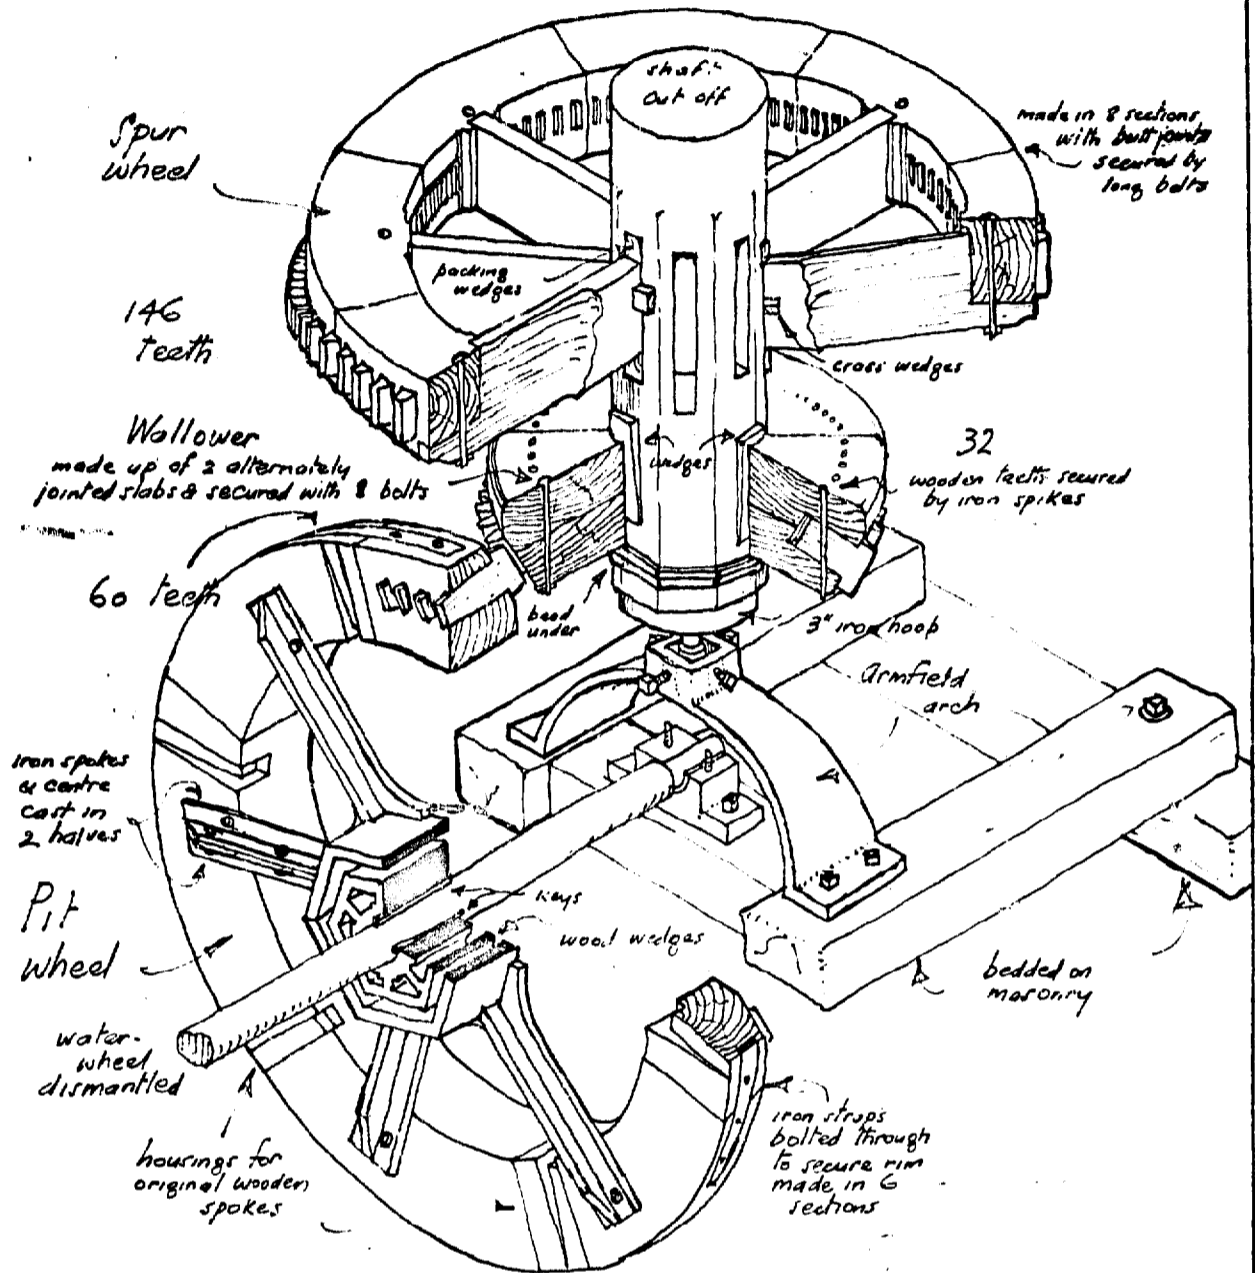 shaft
cut off
Spur
wheel
made in 8 sections
with butt joints
secured by
long bolts
packing
wedges
146
teeth
cross wedges
Wallower
made up of 2 alternately
jointed slabs & secured with 8 bolts
wedges
32
wooden teeth secured
by iron spikes
60 teeth
bead
under
3" iron hoop
Armfield
arch
iron spokes
& centre
cast in
2 halves
Pit
wheel
keys
wood wedges
bedded on
masonry
water-
wheel
dismantled
housings for
original wooden
spokes
iron straps
bolted through
to secure rim
made in 6
sections